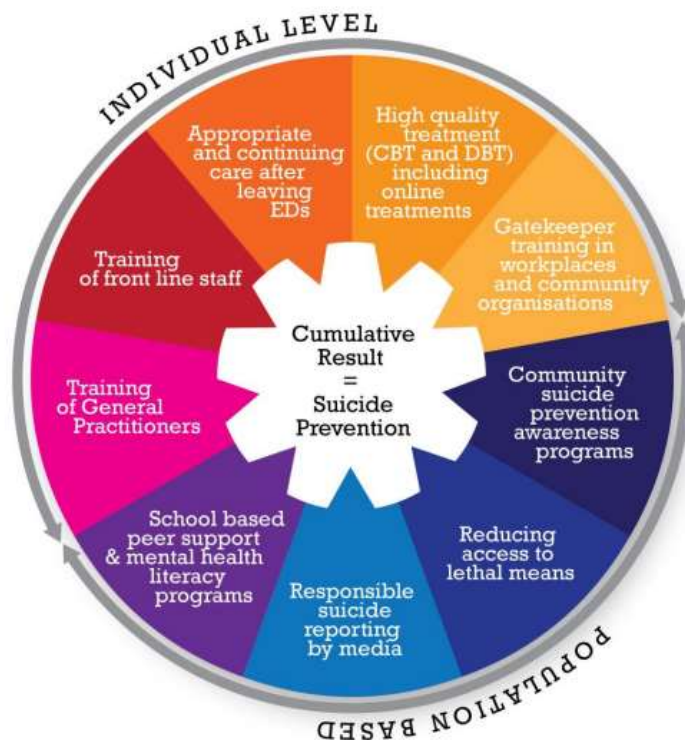 INDIVIDUAL LEVEL
Appropriate
and continuing
care after
leaving
EDs
High quality
treatment
(CBT and DBT)
including
online
treatments
Gatekeeper
training in
workplaces
and community
organisations
Community
suicide
prevention
awareness
programs
Reducing
access to
lethal means
Responsible
suicide
reporting
by media
School based
peer support
& mental health
literacy
programs
Training
of General
Practitioners
Training
of front line staff
Cumulative
Result
=
Suicide
Prevention
POPULATION BASED